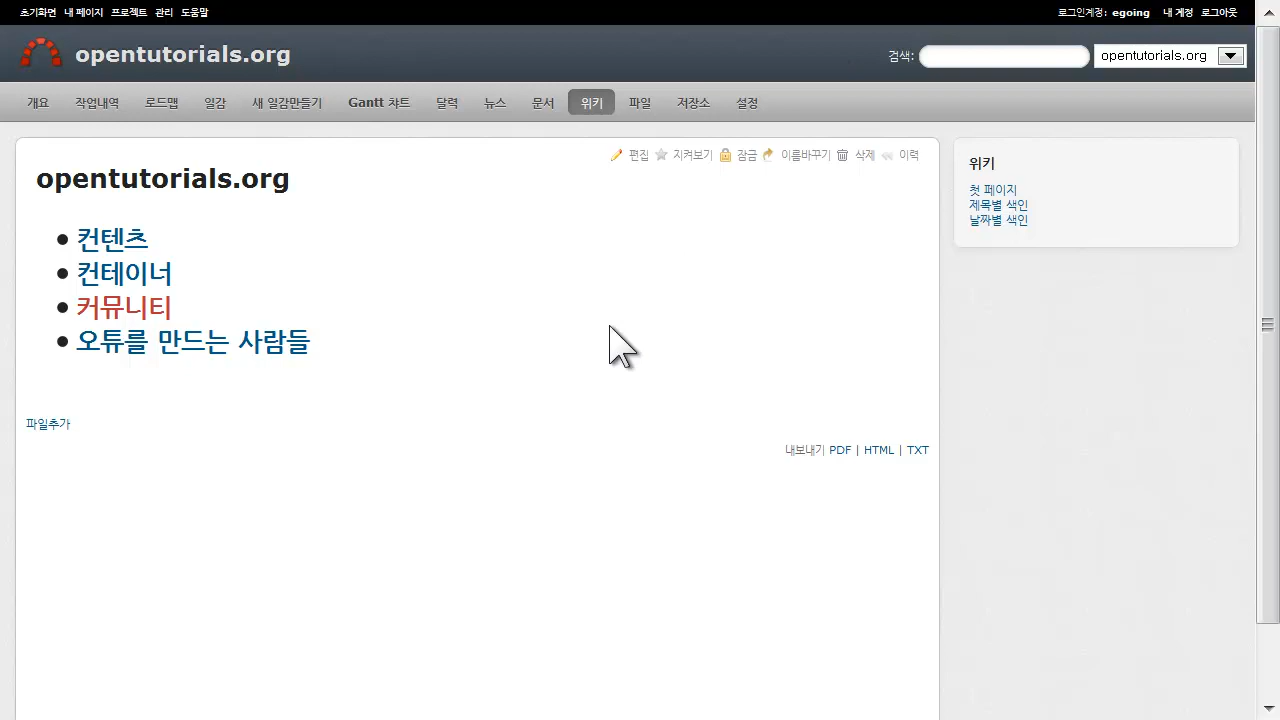 초기화면 내 페이지 프로젝트 관리 도움말 로그인계정: egoing 내 계정 로그아웃
opentutorials.org 검색: opentutorials.org
개요 작업내역 로드맵 일감 새 일감만들기 Gantt 챠트 달력 뉴스 문서 위키 파일 저장소 설정
편집 지켜보기 잠금 이름바꾸기 삭제 이력
opentutorials.org
컨텐츠
컨테이너
커뮤니티
오튜를 만드는 사람들
파일추가
내보내기 PDF | HTML | TXT
위키
첫 페이지
제목별 색인
날짜별 색인